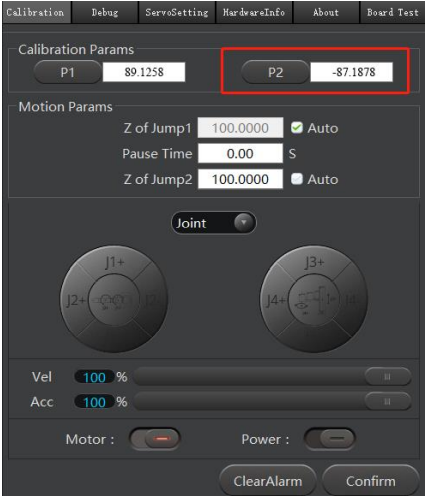 Calibration Debug ServoSetting HardwareInfo About Board Test
Calibration Params
P1 89.1258 P2 -87.1878
Motion Params
Z of Jump1 100.0000 Auto
Pause Time 0.00 S
Z of Jump2 100.0000 Auto
Joint
J1+ J3+
J2+ J2- J4+ J4-
Vel 100 %
Acc 100 %
Motor : Power :
ClearAlarm Confirm